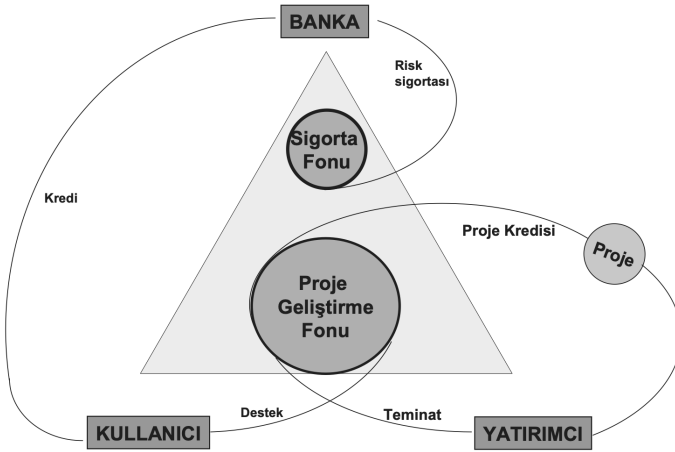 BANKA
Risk
sigortası
Sigorta
Fonu
Kredi
Proje Kredisi
Proje
Proje
Geliştirme
Fonu
Destek
Teminat
KULLANICI
YATIRIMCI